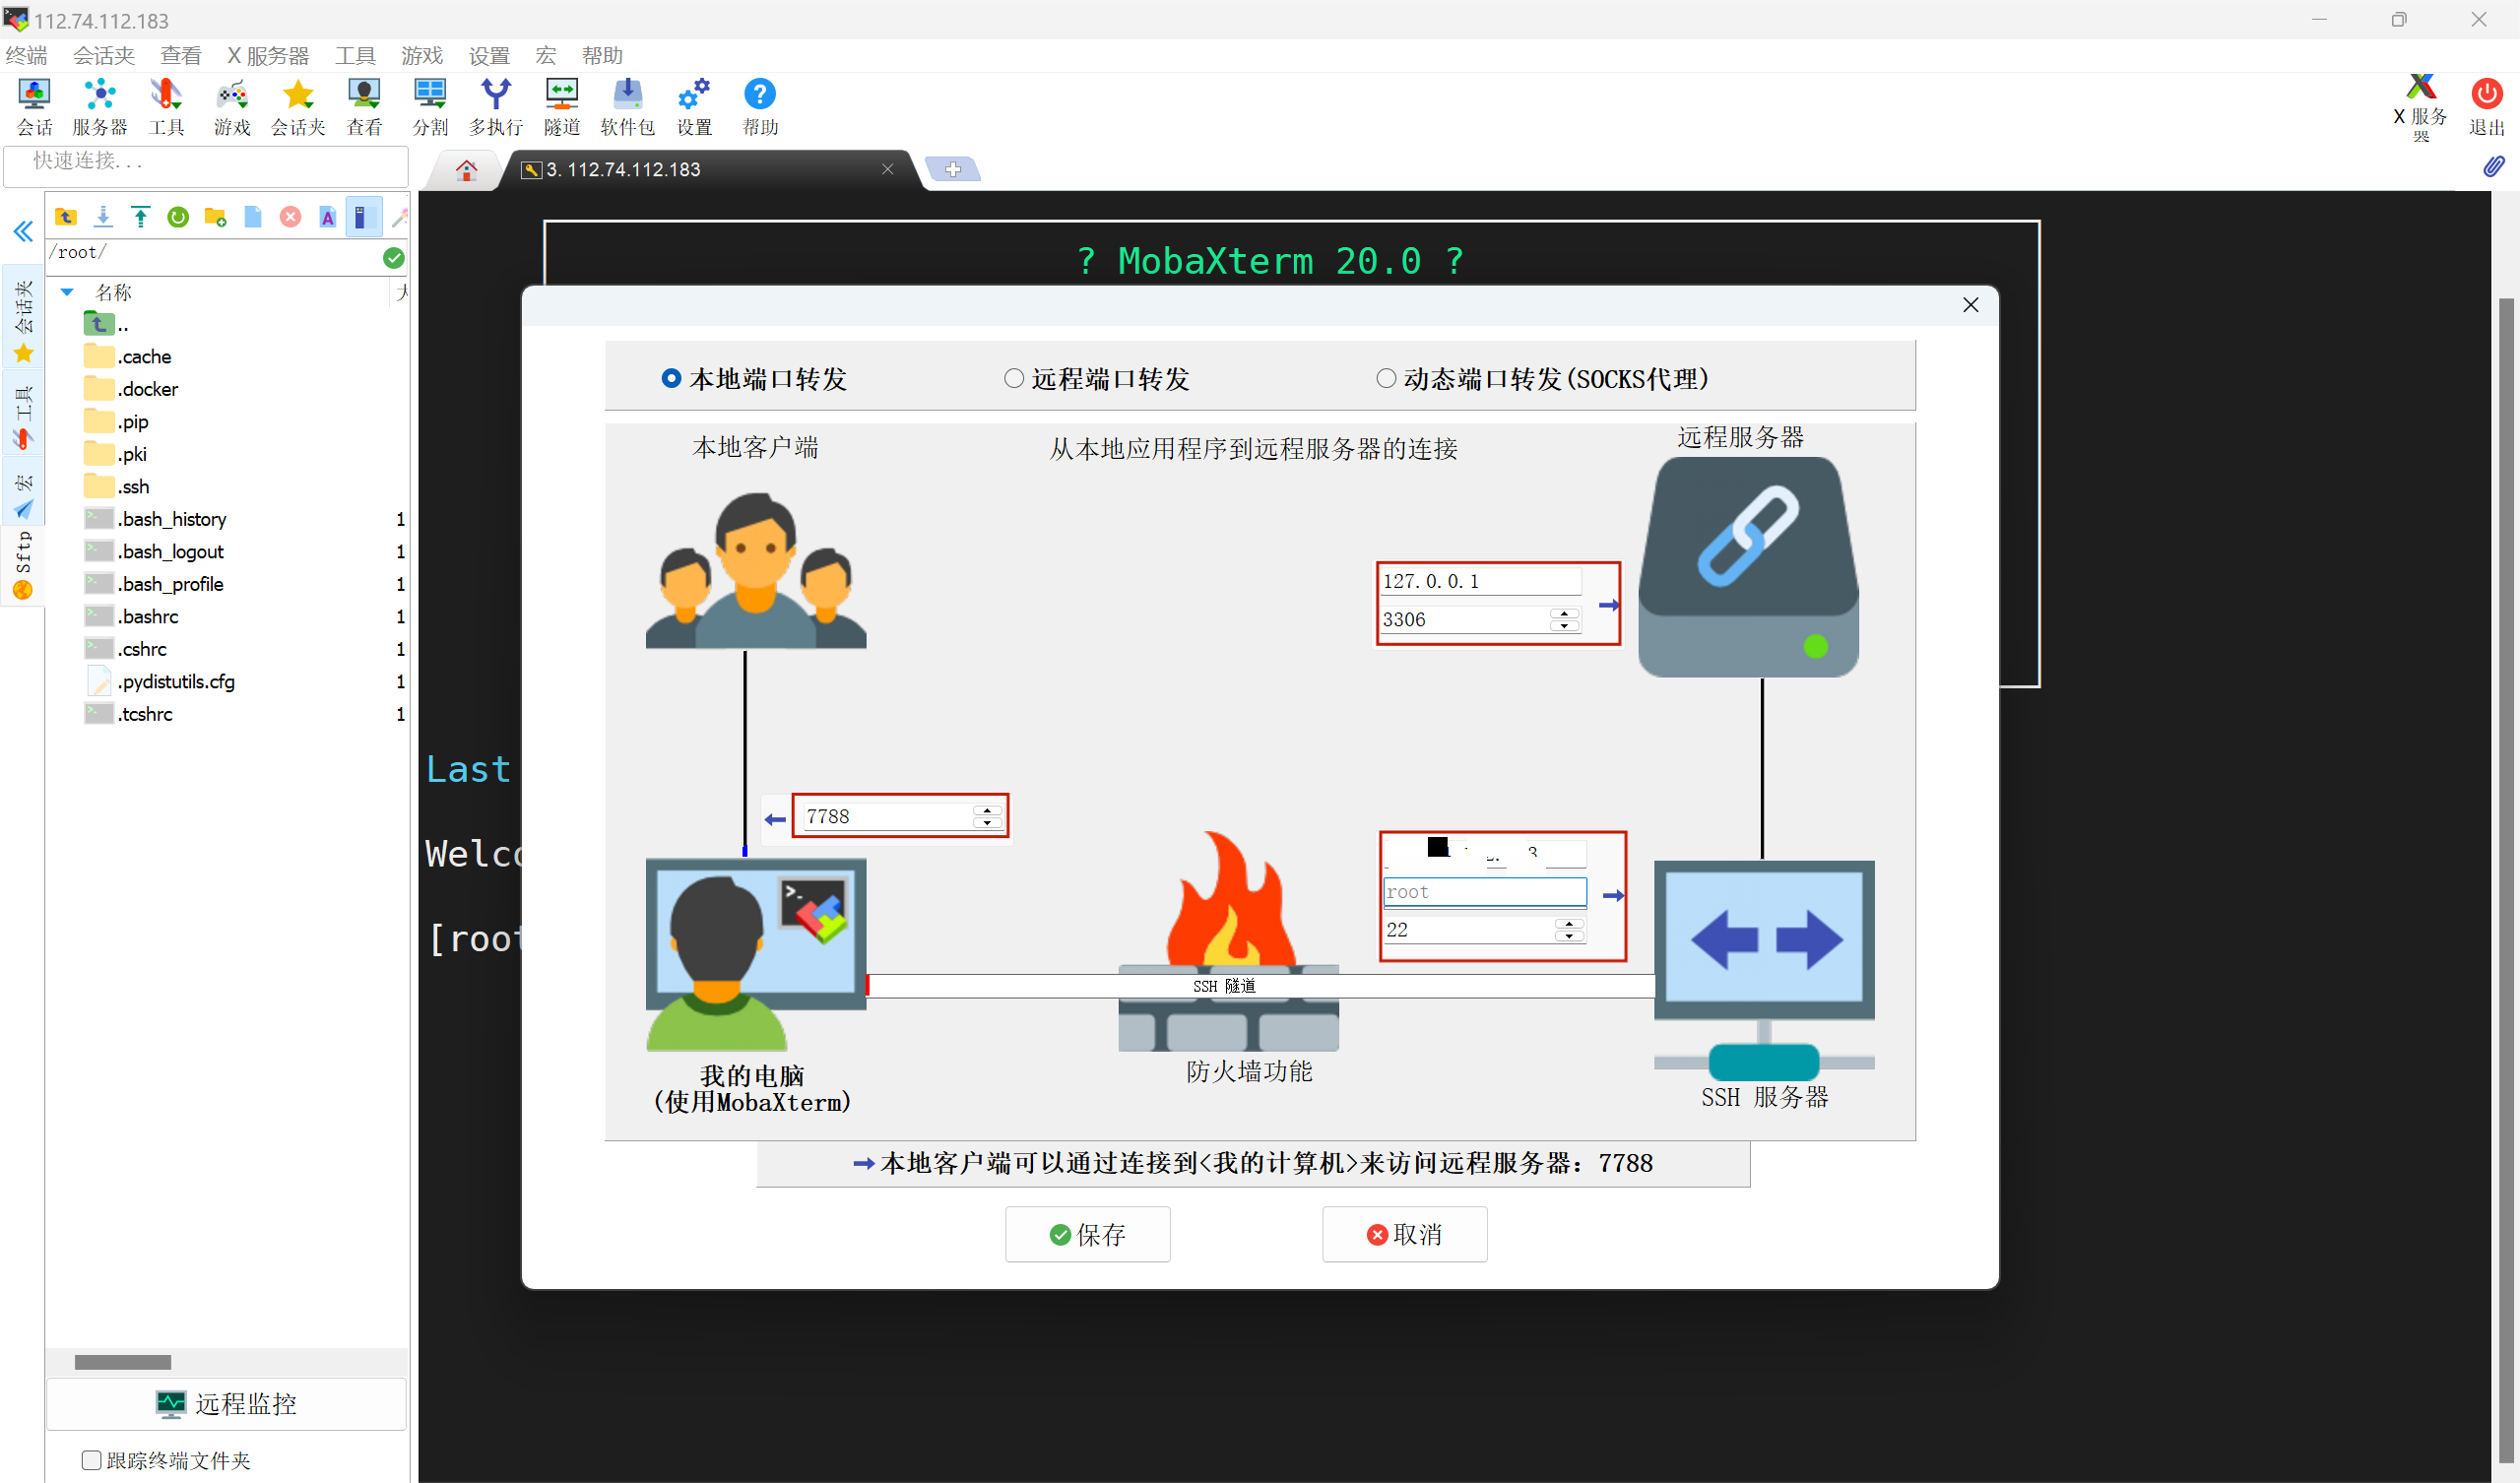 112.74.112.183
终端 会话夹 查看 X 服务器 工具 游戏 设置 宏 帮助
会话 服务器 工具 游戏 会话夹 查看 分割 多执行 隧道 软件包 设置 帮助
X 服务器 退出
快速连接...
3. 112.74.112.183
/root/
会话夹
工具
宏
Sftp
名称
..
.cache
.docker
.pip
.pki
.ssh
.bash_history 1
.bash_logout 1
.bash_profile 1
.bashrc 1
.cshrc 1
.pydistutils.cfg 1
.tcshrc 1
远程监控
跟踪终端文件夹
? MobaXterm 20.0 ?
Last
Welco
[root
本地端口转发 远程端口转发 动态端口转发(SOCKS代理)
本地客户端 从本地应用程序到远程服务器的连接 远程服务器
127.0.0.1
3306
7788
3
root
22
SSH 隧道
我的电脑
(使用MobaXterm)
防火墙功能
SSH 服务器
本地客户端可以通过连接到<我的计算机>来访问远程服务器: 7788
保存 取消